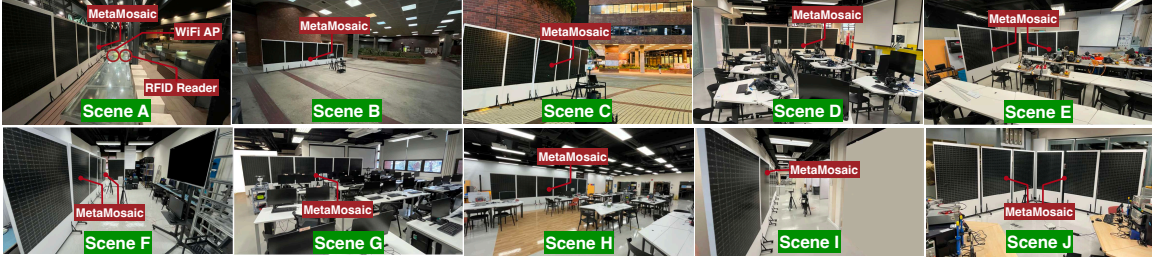 MetaMosaic
WiFi AP
RFID Reader
Scene A
MetaMosaic
Scene B
MetaMosaic
Scene C
MetaMosaic
Scene D
MetaMosaic
Scene E
MetaMosaic
Scene F
MetaMosaic
Scene G
MetaMosaic
Scene H
MetaMosaic
Scene I
MetaMosaic
Scene J